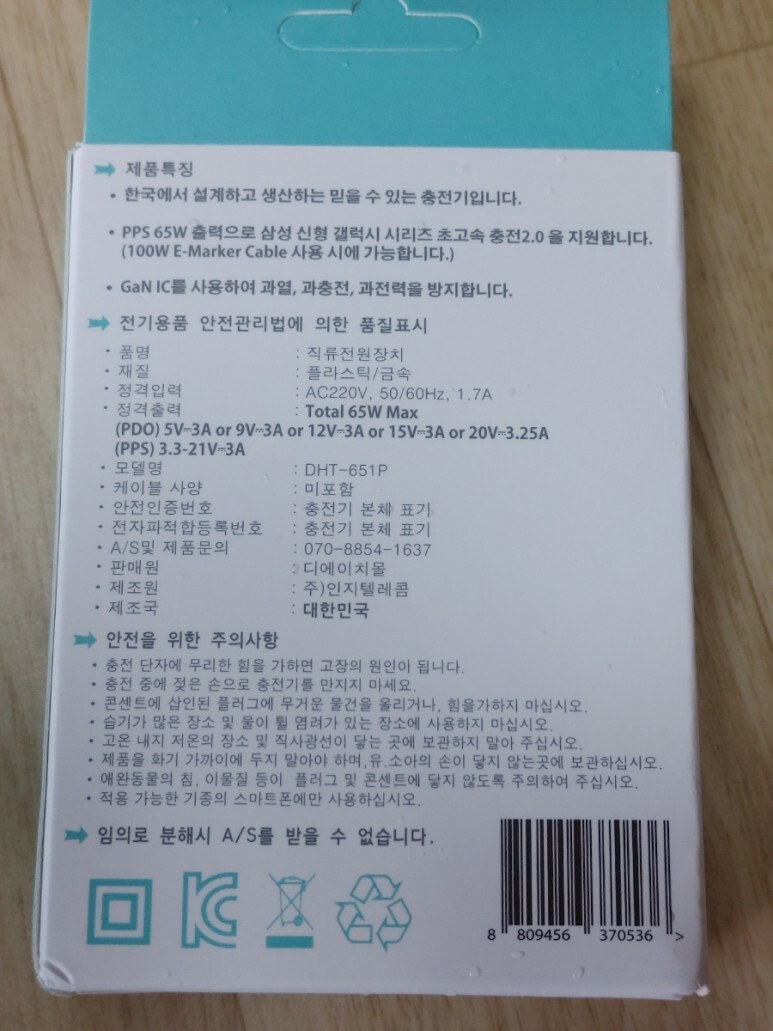 제품특징
• 한국에서 설계하고 생산하는 믿을 수 있는 충전기입니다.
• PPS 65W 출력으로 삼성 신형 갤럭시 시리즈 초고속 충전2.0 을 지원합니다.
(100W E-Marker Cable 사용 시에 가능합니다.)
• GaN IC를 사용하여 과열, 과충전, 과전력을 방지합니다.
전기용품 안전관리법에 의한 품질표시
• 품명 : 직류전원장치
• 재질 : 플라스틱/금속
• 정격입력 : AC220V, 50/60Hz, 1.7A
• 정격출력 : Total 65W Max
(PDO) 5V⎓3A or 9V⎓3A or 12V⎓3A or 15V⎓3A or 20V⎓3.25A
(PPS) 3.3-21V⎓3A
• 모델명 : DHT-651P
• 케이블 사양 : 미포함
• 안전인증번호 : 충전기 본체 표기
• 전자파적합등록번호 : 충전기 본체 표기
• A/S및 제품문의 : 070-8854-1637
• 판매원 : 디에이치몰
• 제조원 : 주)인지텔레콤
• 제조국 : 대한민국
안전을 위한 주의사항
• 충전 단자에 무리한 힘을 가하면 고장의 원인이 됩니다.
• 충전 중에 젖은 손으로 충전기를 만지지 마세요.
• 콘센트에 삽인된 플러그에 무거운 물건을 올리거나, 힘을가하지 마십시오.
• 습기가 많은 장소 및 물이 튈 염려가 있는 장소에 사용하지 마십시오.
• 고온 내지 저온의 장소 및 직사광선이 닿는 곳에 보관하지 말아 주십시오.
• 제품을 화기 가까이에 두지 말아야 하며,유.소아의 손이 닿지 않는곳에 보관하십시오.
• 애완동물의 침, 이물질 등이 플러그 및 콘센트에 닿지 않도록 주의하여 주십시오.
• 적용 가능한 기종의 스마트폰에만 사용하십시오.
임의로 분해시 A/S를 받을 수 없습니다.
8 809456 370536 >